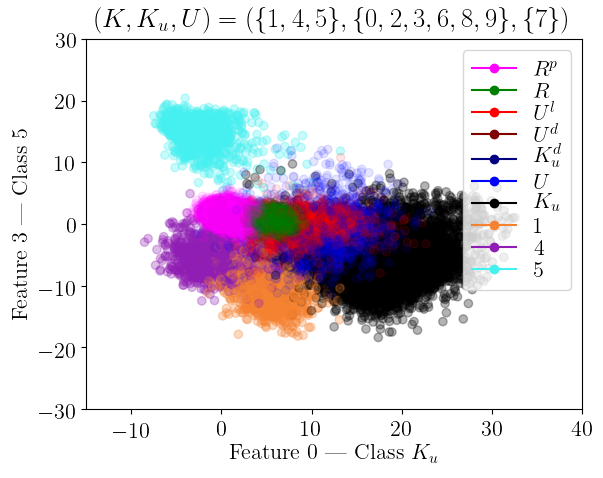 (K, K_u, U) = ({1, 4, 5}, {0, 2, 3, 6, 8, 9}, {7})
30
20
10
0
−10
−20
−30
Feature 3 — Class 5
R^p
R
U^l
U^d
K_u^d
U
K_u
1
4
5
−10
0
10
20
30
40
Feature 0 — Class K_u